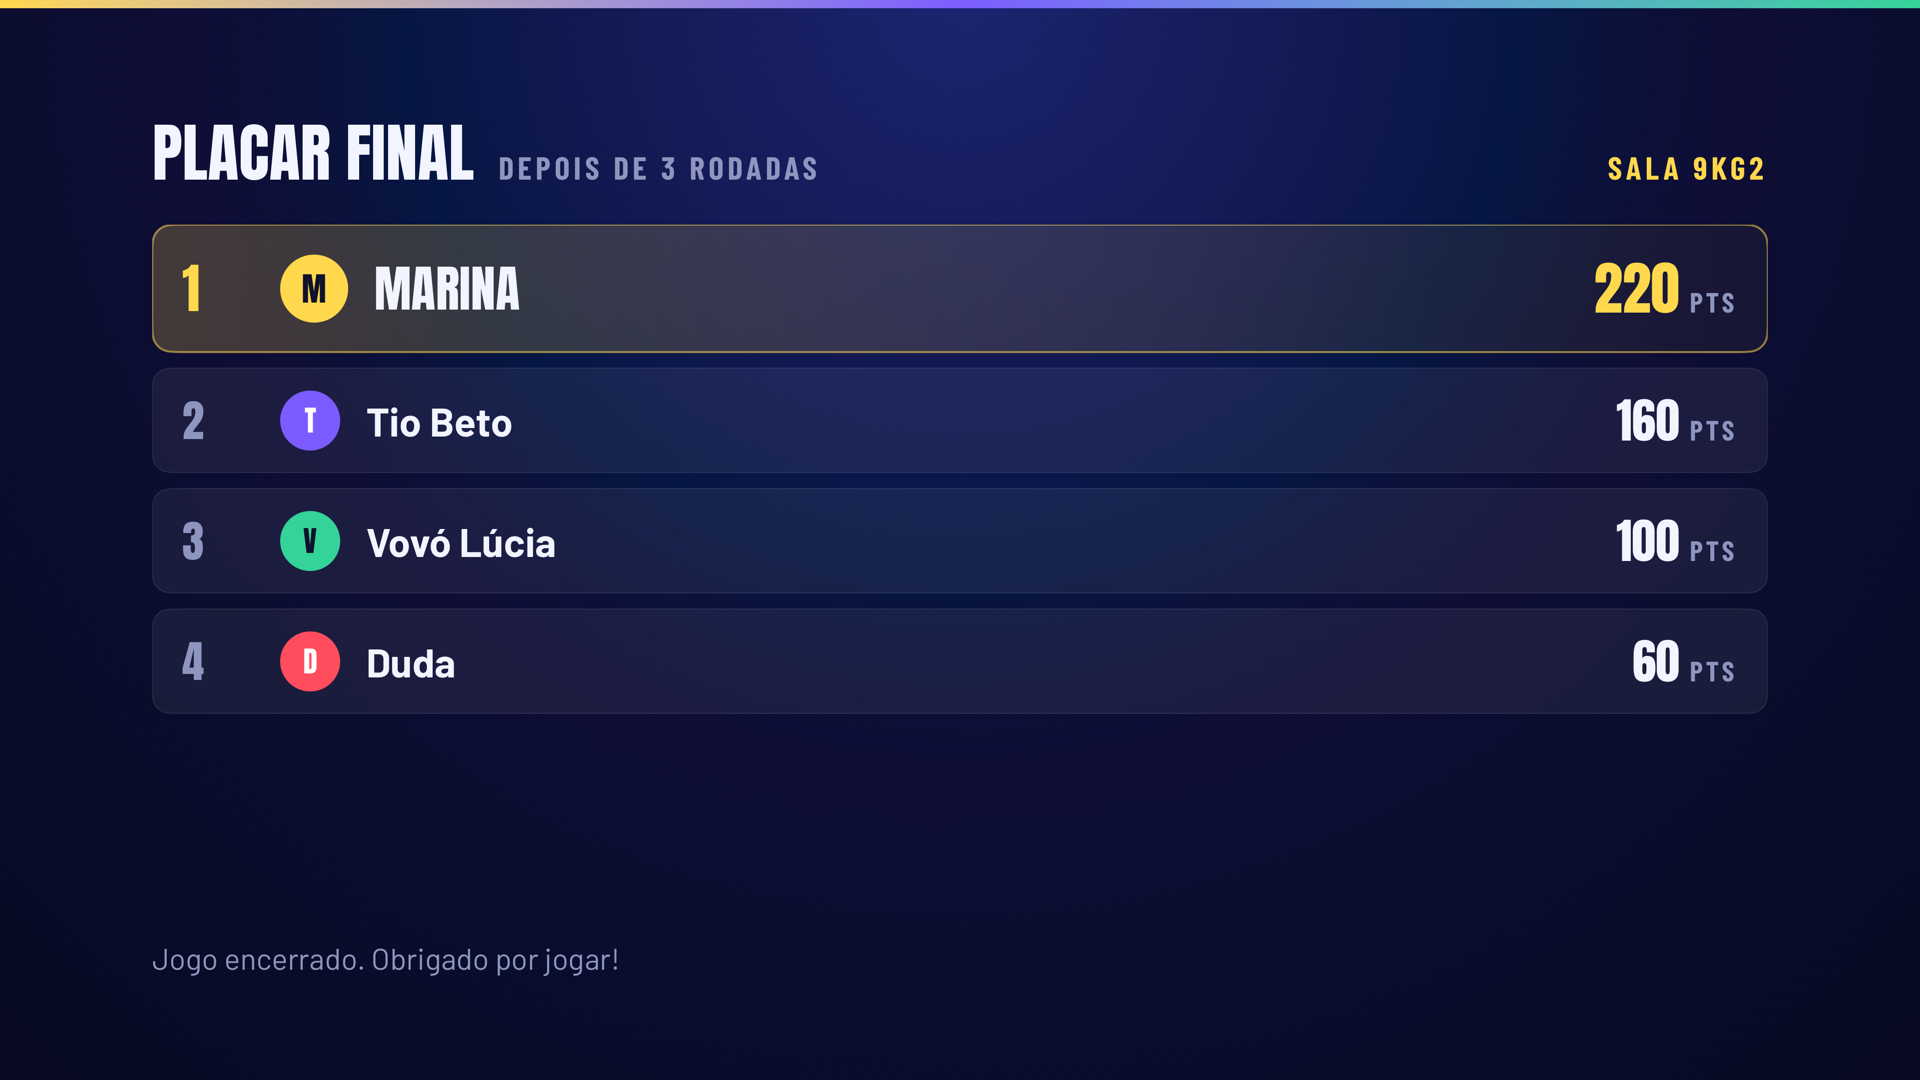 PLACAR FINAL DEPOIS DE 3 RODADAS SALA 9KG2
1 M MARINA 220 PTS
2 T Tio Beto 160 PTS
3 V Vovó Lúcia 100 PTS
4 D Duda 60 PTS
Jogo encerrado. Obrigado por jogar!